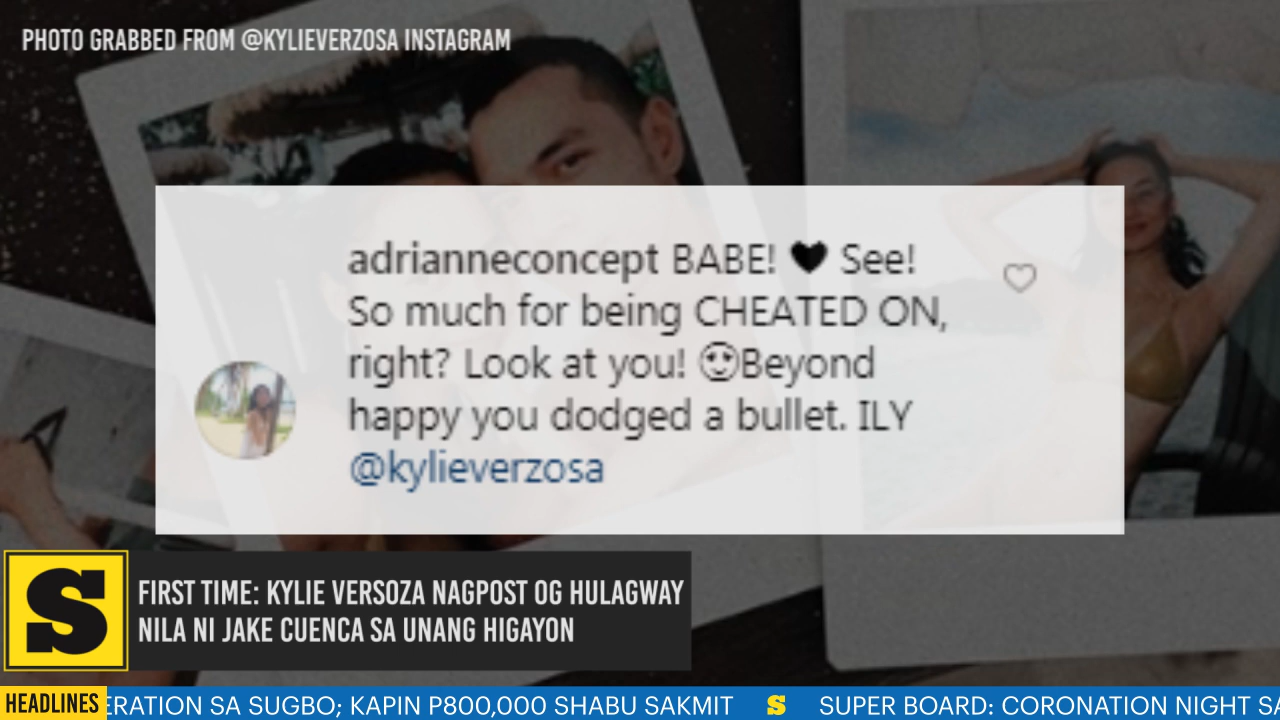 PHOTO GRABBED FROM @KYLIEVERZOSA INSTAGRAM
adrianneconcept BABE! 🖤 See!
So much for being CHEATED ON,
right? Look at you! 🥰Beyond
happy you dodged a bullet. ILY
@kylieverzosa
S
FIRST TIME: KYLIE VERSOZA NAGPOST OG HULAGWAY
NILA NI JAKE CUENCA SA UNANG HIGAYON
HEADLINES ERATION SA SUGBO; KAPIN P800,000 SHABU SAKMIT S SUPER BOARD: CORONATION NIGHT SA